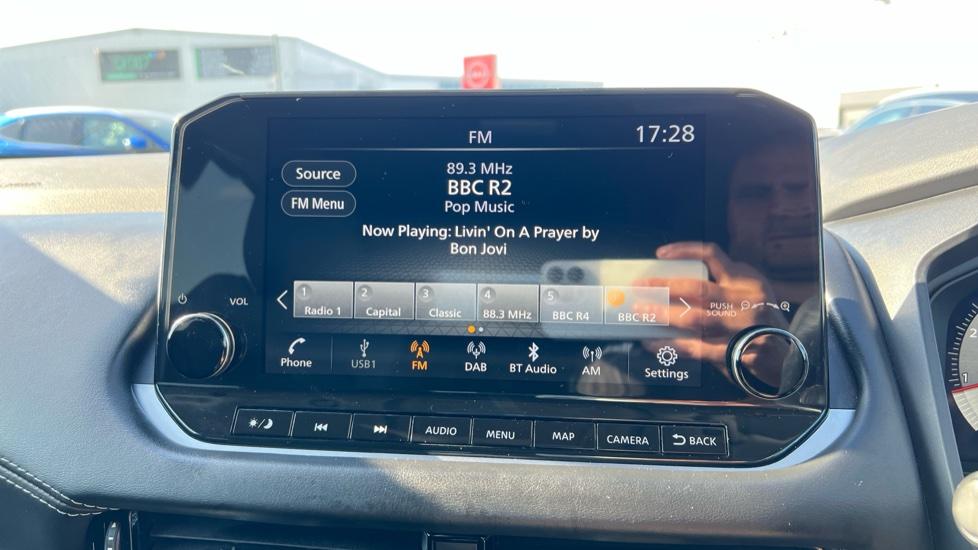 FM
17:28
Source
FM Menu
89.3 MHz
BBC R2
Pop Music
Now Playing: Livin' On A Prayer by
Bon Jovi
VOL
PUSH
SOUND
1 2 3 4 5
Radio 1 Capital Classic 88.3 MHz BBC R4 BBC R2
Phone USB1 FM DAB BT Audio AM Settings
AUDIO MENU MAP CAMERA BACK